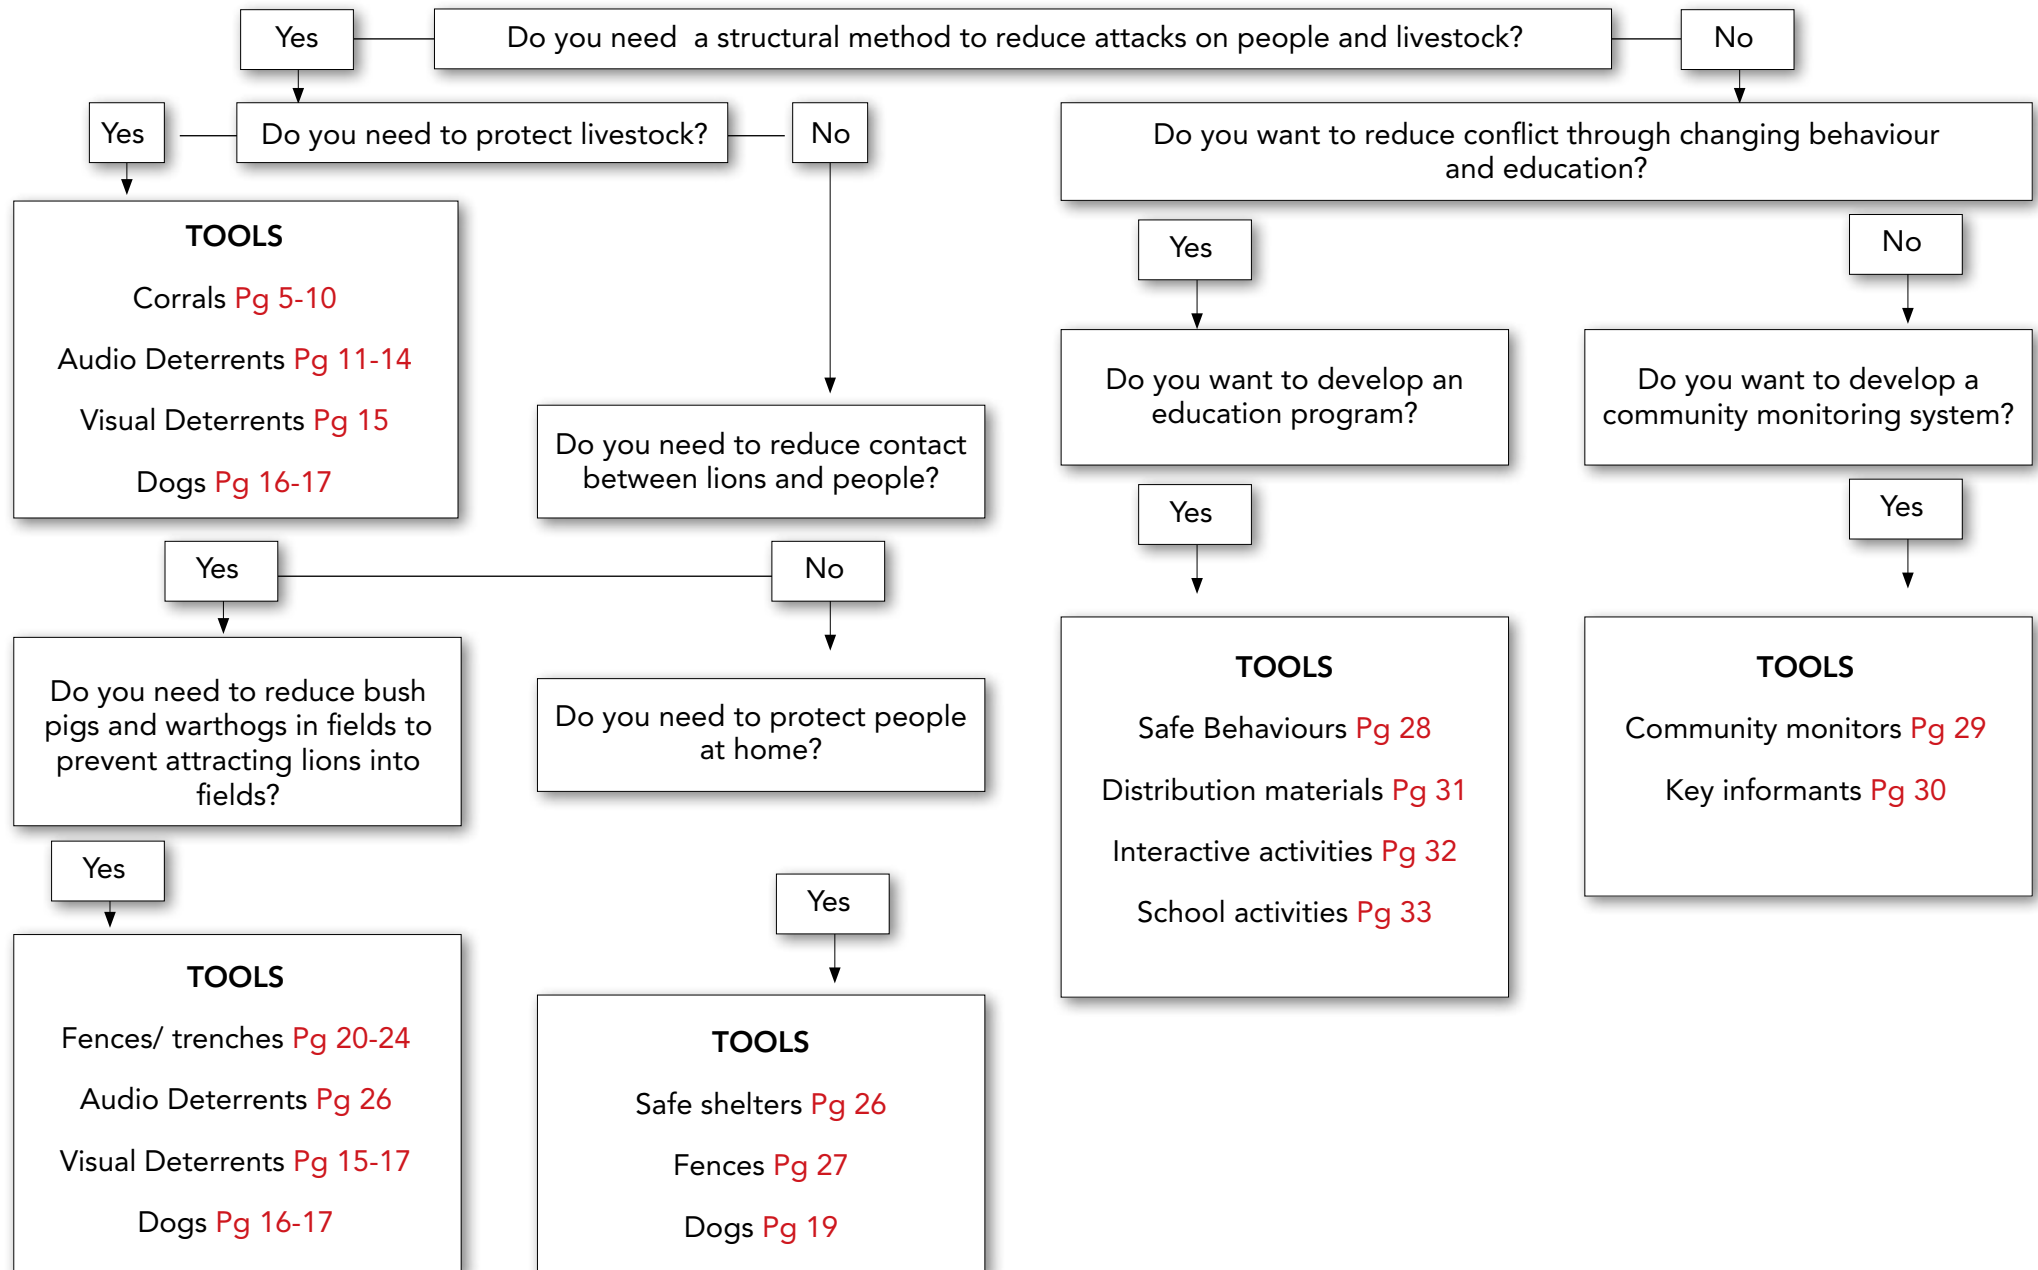 Yes
Do you need  a structural method to reduce attacks on people and livestock?
No
Yes
Do you need to protect livestock?
No
Do you want to reduce conflict through changing behaviour
and education?
TOOLS
Corrals Pg 5-10
Audio Deterrents Pg 11-14
Visual Deterrents Pg 15
Dogs Pg 16-17
Do you need to reduce contact
between lions and people?
Yes
No
Do you need to reduce bush
pigs and warthogs in fields to
prevent attracting lions into
fields?
Do you need to protect people
at home?
Yes
TOOLS
Fences/ trenches Pg 20-24
Audio Deterrents Pg 26
Visual Deterrents Pg 15-17
Dogs Pg 16-17
Yes
TOOLS
Safe shelters Pg 26
Fences Pg 27
Dogs Pg 19
Yes
Do you want to develop an
education program?
Yes
TOOLS
Safe Behaviours Pg 28
Distribution materials Pg 31
Interactive activities Pg 32
School activities Pg 33
No
Do you want to develop a
community monitoring system?
Yes
TOOLS
Community monitors Pg 29
Key informants Pg 30